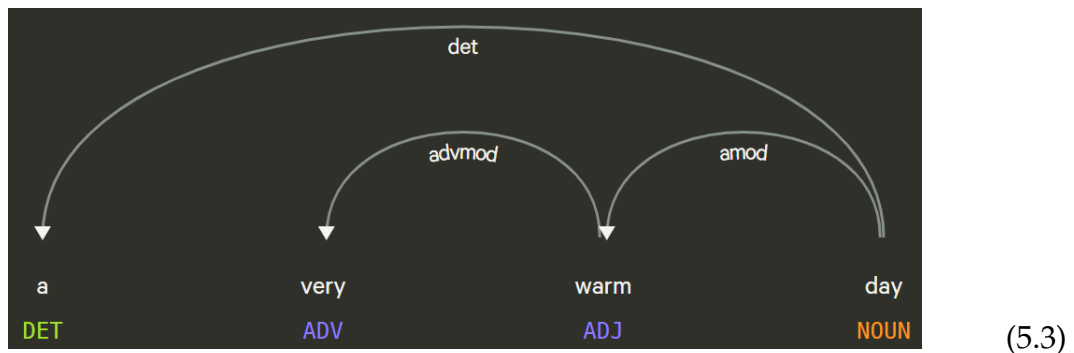 det
advmod amod
a very warm day
DET ADV ADJ NOUN
(5.3)